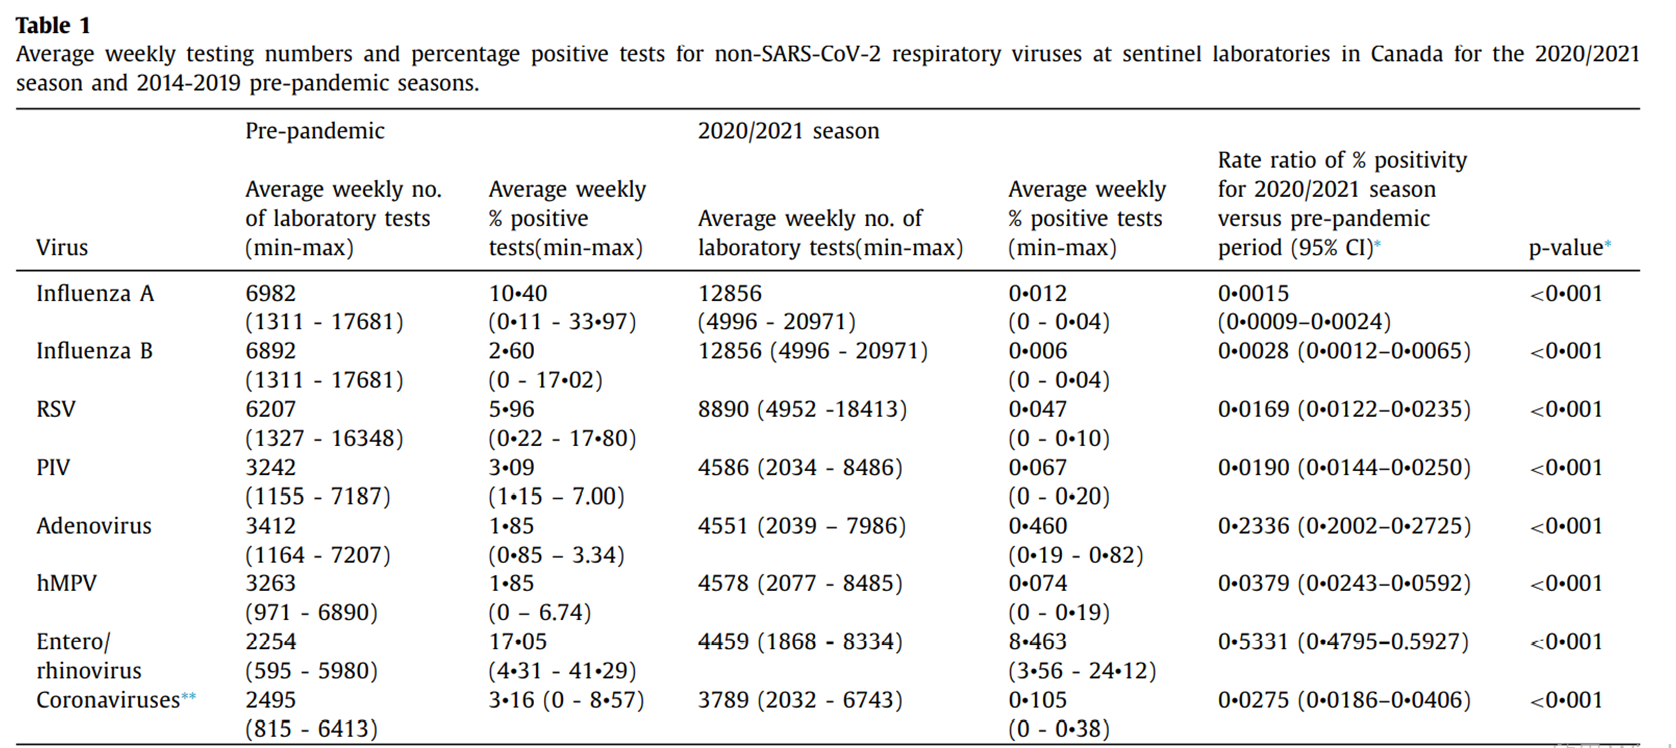 Table 1
Average weekly testing numbers and percentage positive tests for non-SARS-CoV-2 respiratory viruses at sentinel laboratories in Canada for the 2020/2021
season and 2014-2019 pre-pandemic seasons.
Pre-pandemic 2020/2021 season
Rate ratio of % positivity
Average weekly no. Average weekly Average weekly for 2020/2021 season
of laboratory tests % positive Average weekly no. of % positive tests versus pre-pandemic
Virus (min-max) tests(min-max) laboratory tests(min-max) (min-max) period (95% CI)* p-value*
Influenza A 6982 10•40 12856 0•012 0•0015 <0•001
(1311 - 17681) (0•11 - 33•97) (4996 - 20971) (0 - 0•04) (0•0009–0•0024)
Influenza B 6892 2•60 12856 (4996 - 20971) 0•006 0•0028 (0•0012–0•0065) <0•001
(1311 - 17681) (0 - 17•02) (0 - 0•04)
RSV 6207 5•96 8890 (4952 -18413) 0•047 0•0169 (0•0122–0•0235) <0•001
(1327 - 16348) (0•22 - 17•80) (0 - 0•10)
PIV 3242 3•09 4586 (2034 - 8486) 0•067 0•0190 (0•0144–0•0250) <0•001
(1155 - 7187) (1•15 – 7.00) (0 - 0•20)
Adenovirus 3412 1•85 4551 (2039 – 7986) 0•460 0•2336 (0•2002–0•2725) <0•001
(1164 - 7207) (0•85 – 3.34) (0•19 - 0•82)
hMPV 3263 1•85 4578 (2077 - 8485) 0•074 0•0379 (0•0243–0•0592) <0•001
(971 - 6890) (0 – 6.74) (0 - 0•19)
Entero/ 2254 17•05 4459 (1868 - 8334) 8•463 0•5331 (0•4795–0.5927) <0•001
rhinovirus (595 - 5980) (4•31 - 41•29) (3•56 - 24•12)
Coronaviruses** 2495 3•16 (0 - 8•57) 3789 (2032 - 6743) 0•105 0•0275 (0•0186–0•0406) <0•001
(815 - 6413) (0 - 0•38)